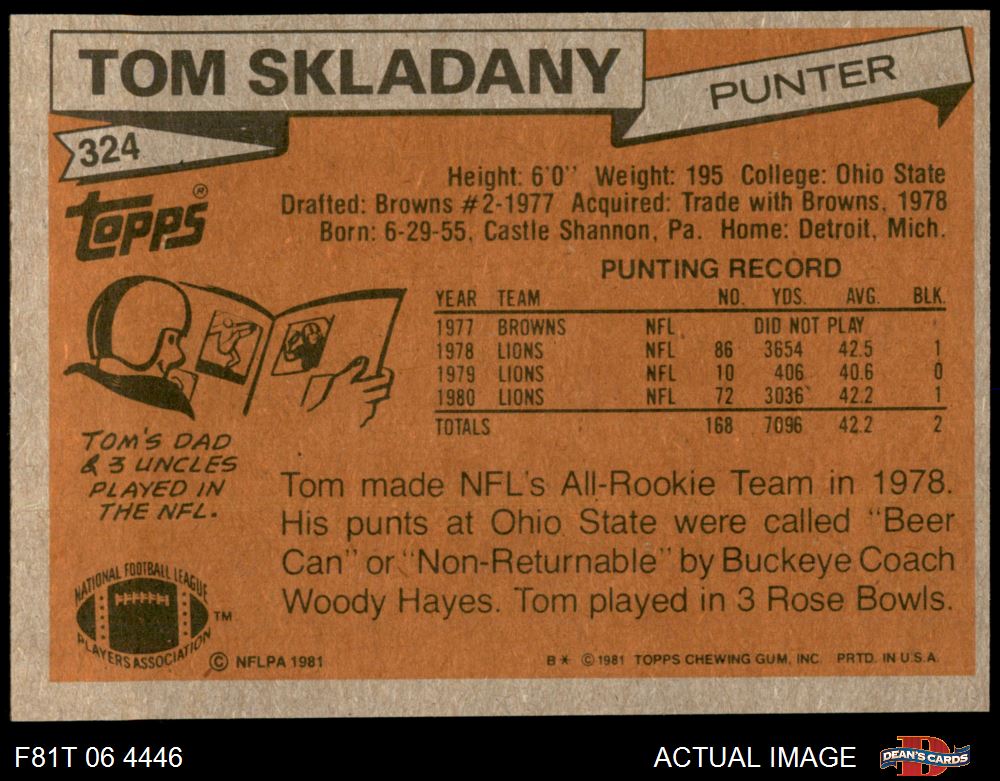 TOM SKLADANY
PUNTER
324
Topps®
Height: 6'0" Weight: 195 College: Ohio State
Drafted: Browns #2-1977 Acquired: Trade with Browns, 1978
Born: 6-29-55, Castle Shannon, Pa. Home: Detroit, Mich.
PUNTING RECORD
YEAR TEAM NO. YDS. AVG. BLK.
1977 BROWNS NFL DID NOT PLAY
1978 LIONS NFL 86 3654 42.5 1
1979 LIONS NFL 10 406 40.6 0
1980 LIONS NFL 72 3036 42.2 1
TOTALS 168 7096 42.2 2
TOM'S DAD
& 3 UNCLES
PLAYED IN
THE NFL.
Tom made NFL's All-Rookie Team in 1978.
His punts at Ohio State were called "Beer
Can" or "Non-Returnable" by Buckeye Coach
Woody Hayes. Tom played in 3 Rose Bowls.
NATIONAL FOOTBALL LEAGUE
PLAYERS ASSOCIATION
TM
© NFLPA 1981
B* © 1981 TOPPS CHEWING GUM, INC. PRTD. IN U.S.A.
F81T 06 4446
ACTUAL IMAGE
D
DEAN'S CARDS